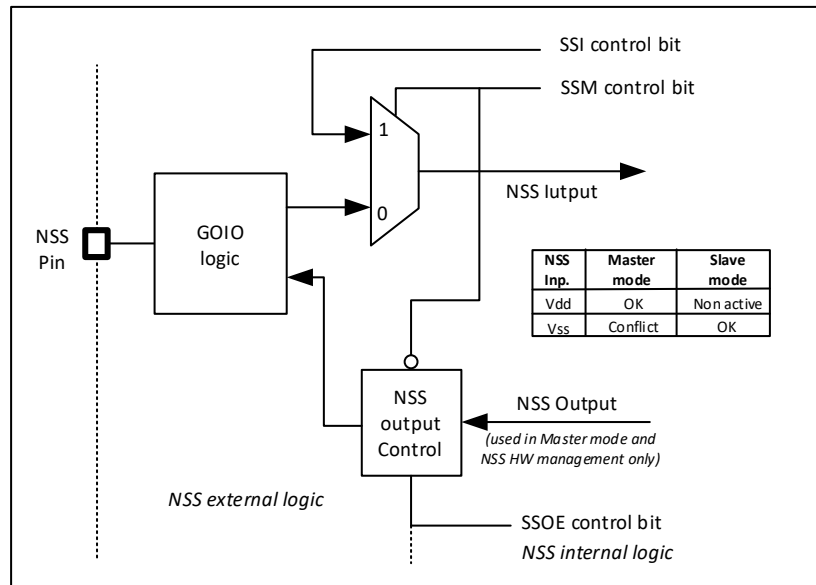 SSI control bit
SSM control bit
1
NSS Iutput
0
GOIO
logic
NSS
Pin
NSS Inp. Master mode Slave mode
Vdd OK Non active
Vss Conflict OK
NSS
output
Control
NSS Output
(used in Master mode and
NSS HW management only)
NSS external logic
SSOE control bit
NSS internal logic